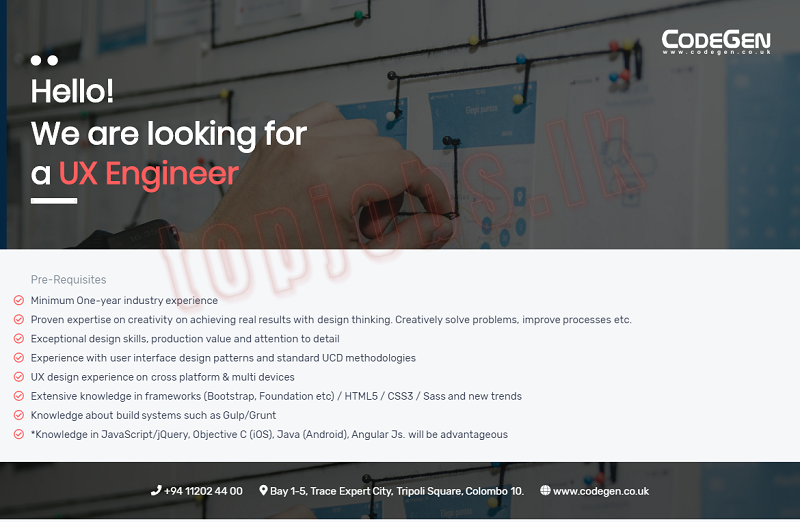 CODEGEN
www.codegen.co.uk
Hello!
We are looking for
a UX Engineer
topjobs.lk
Pre-Requisites
Minimum One-year industry experience
Proven expertise on creativity on achieving real results with design thinking. Creatively solve problems, improve processes etc.
Exceptional design skills, production value and attention to detail
Experience with user interface design patterns and standard UCD methodologies
UX design experience on cross platform & multi devices
Extensive knowledge in frameworks (Bootstrap, Foundation etc) / HTML5 / CSS3 / Sass and new trends
Knowledge about build systems such as Gulp/Grunt
*Knowledge in JavaScript/jQuery, Objective C (iOS), Java (Android), Angular Js. will be advantageous
+94 11202 44 00 Bay 1-5, Trace Expert City, Tripoli Square, Colombo 10. www.codegen.co.uk